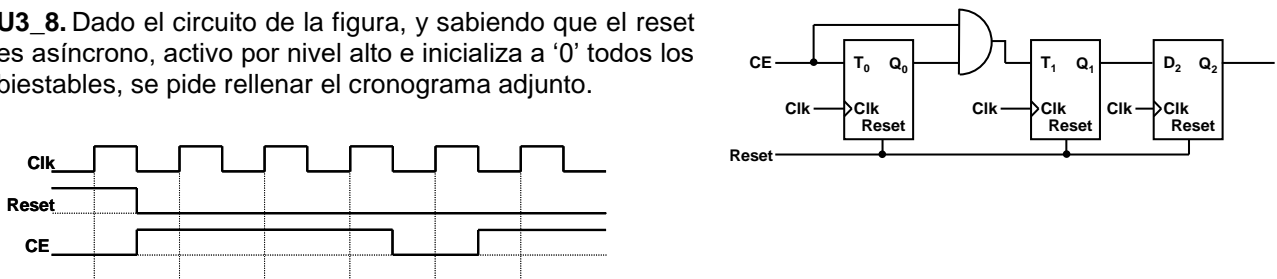 U3_8. Dado el circuito de la figura, y sabiendo que el reset
es asíncrono, activo por nivel alto e inicializa a ‘0’ todos los
biestables, se pide rellenar el cronograma adjunto.
CE
T0 Q0
T1 Q1
D2 Q2
Clk
Clk
Clk
Clk
Clk
Clk
Reset
Reset
Reset
Reset
Clk
Reset
CE